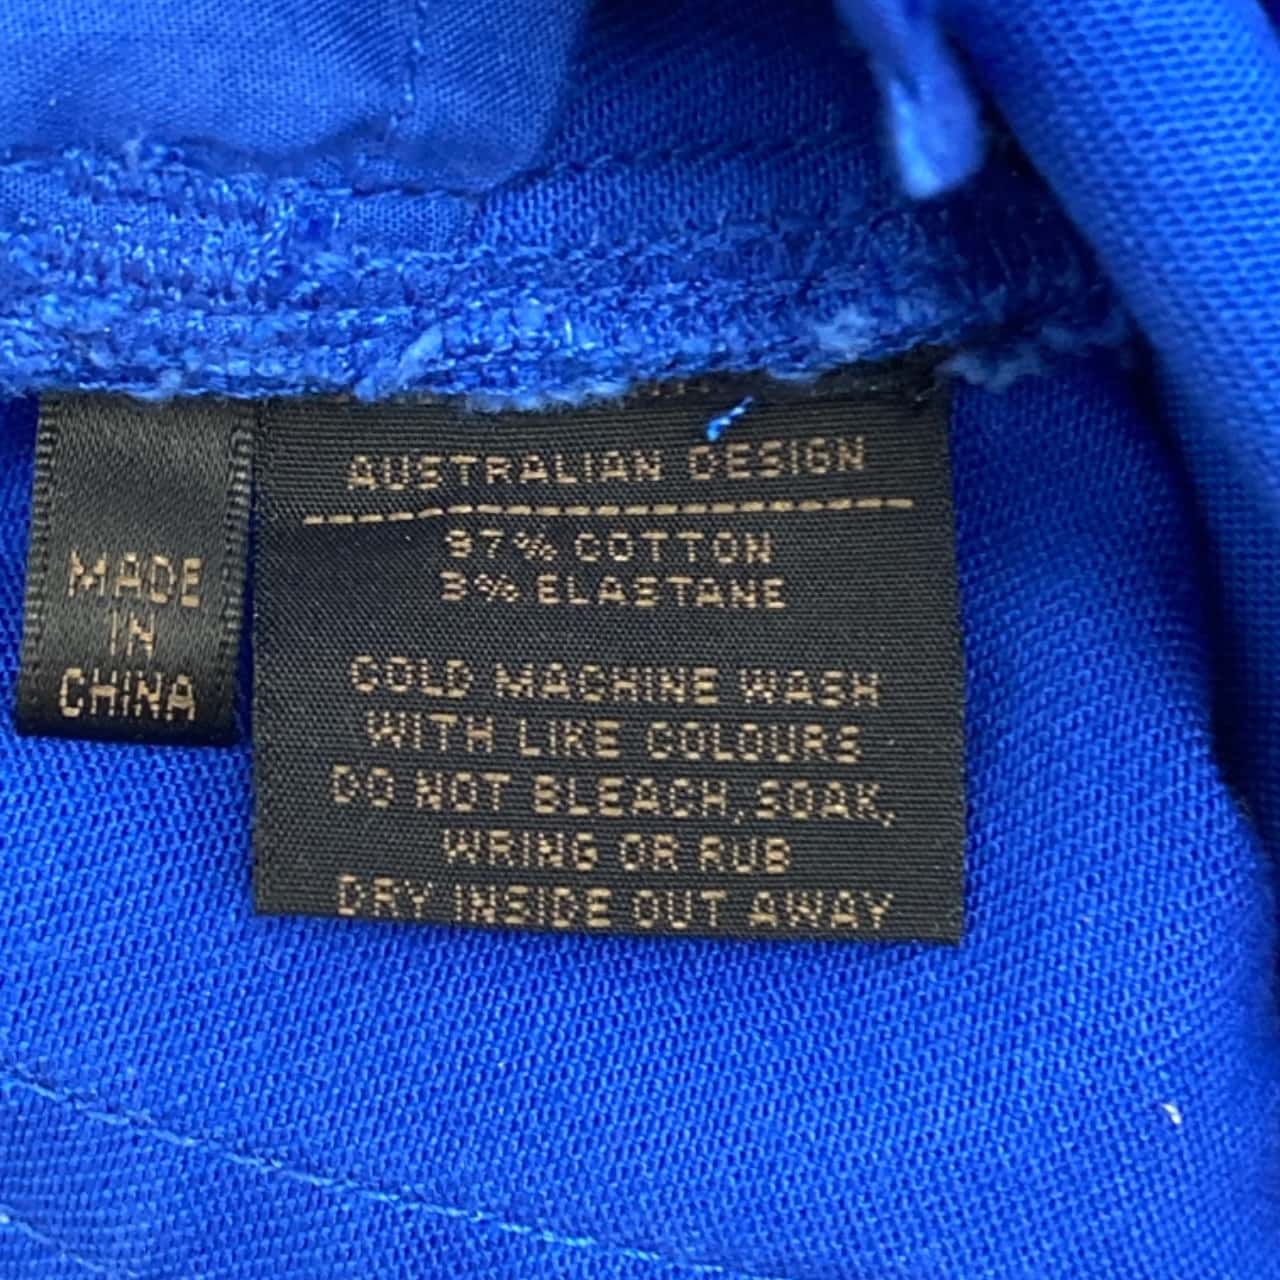 MADE
IN
CHINA
AUSTRALIAN DESIGN
97% COTTON
3% ELASTANE
COLD MACHINE WASH
WITH LIKE COLOURS
DO NOT BLEACH, SOAK,
WRING OR RUB
DRY INSIDE OUT AWAY